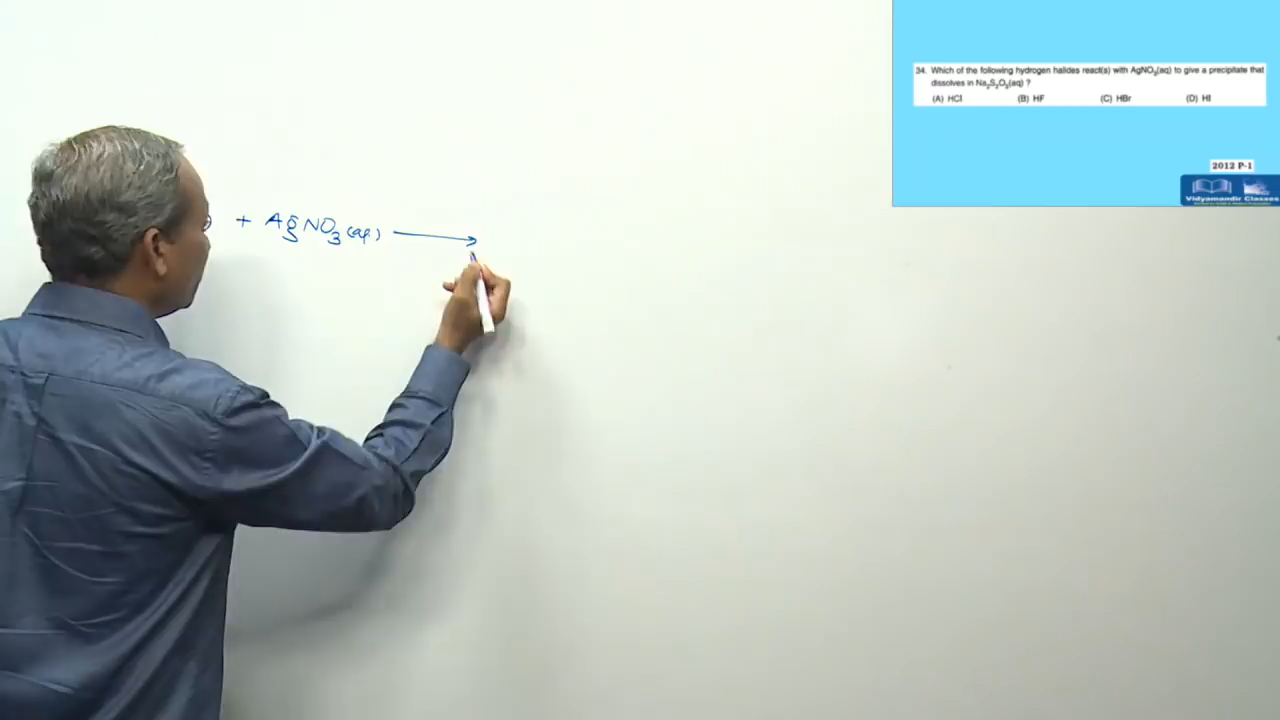 34. Which of the following hydrogen halides react(s) with AgNO₃(aq) to give a precipitate that
dissolves in Na₂S₂O₃(aq) ?
(A) HCl (B) HF (C) HBr (D) HI
2012 P-1
Vidyamandir Classes
+ AgNO₃(aq) →